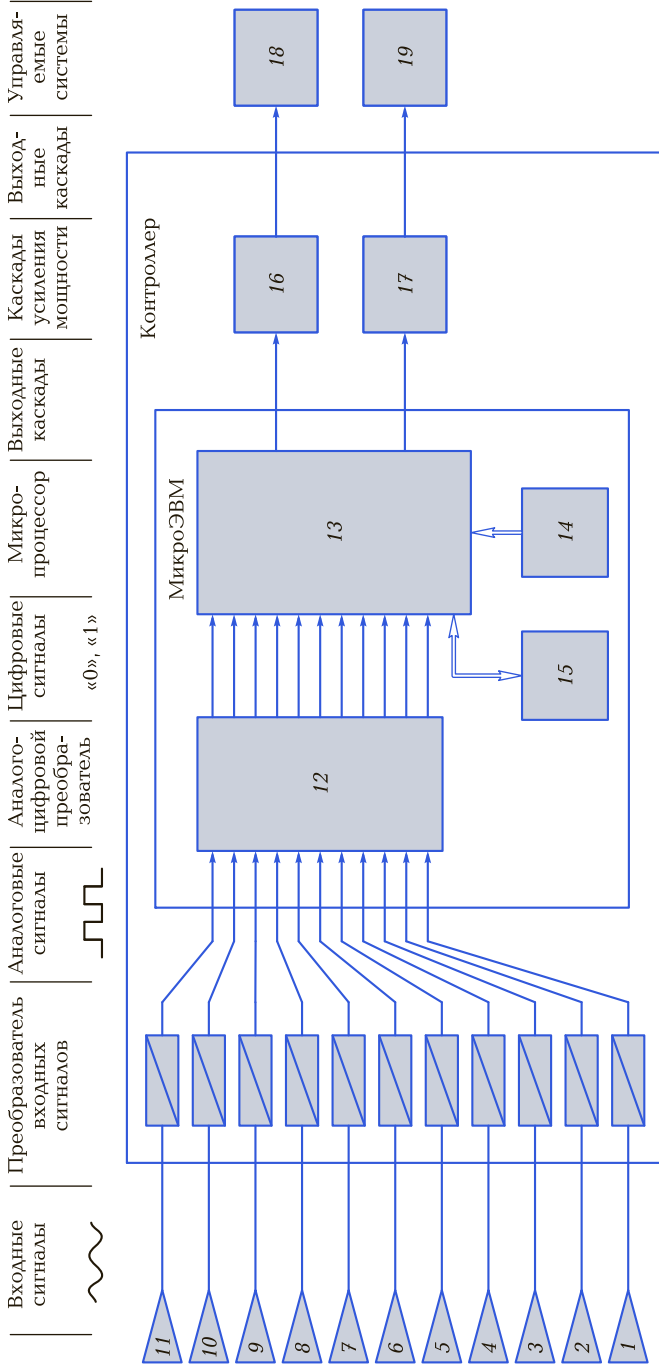 Входные
сигналы
Преобразователь
входных
сигналов
Аналоговые
сигналы
Аналого-
цифровой
преобра-
зователь
Цифровые
сигналы
«0», «1»
Микро-
процессор
Выходные
каскады
Каскады
усиления
мощности
Выход-
ные
каскады
Управля-
емые
системы
Контроллер
МикроЭВМ
11
10
9
8
7
6
5
4
3
2
1
12
13
14
15
16
17
18
19